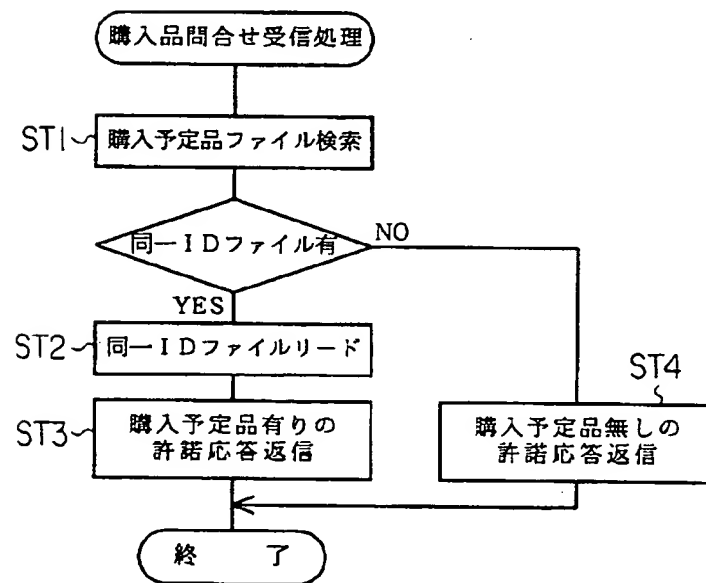 購入品問合せ受信処理
ST1
購入予定品ファイル検索
同一IDファイル有
NO
YES
ST2
同一IDファイルリード
ST4
ST3
購入予定品有りの
許諾応答返信
購入予定品無しの
許諾応答返信
終 了